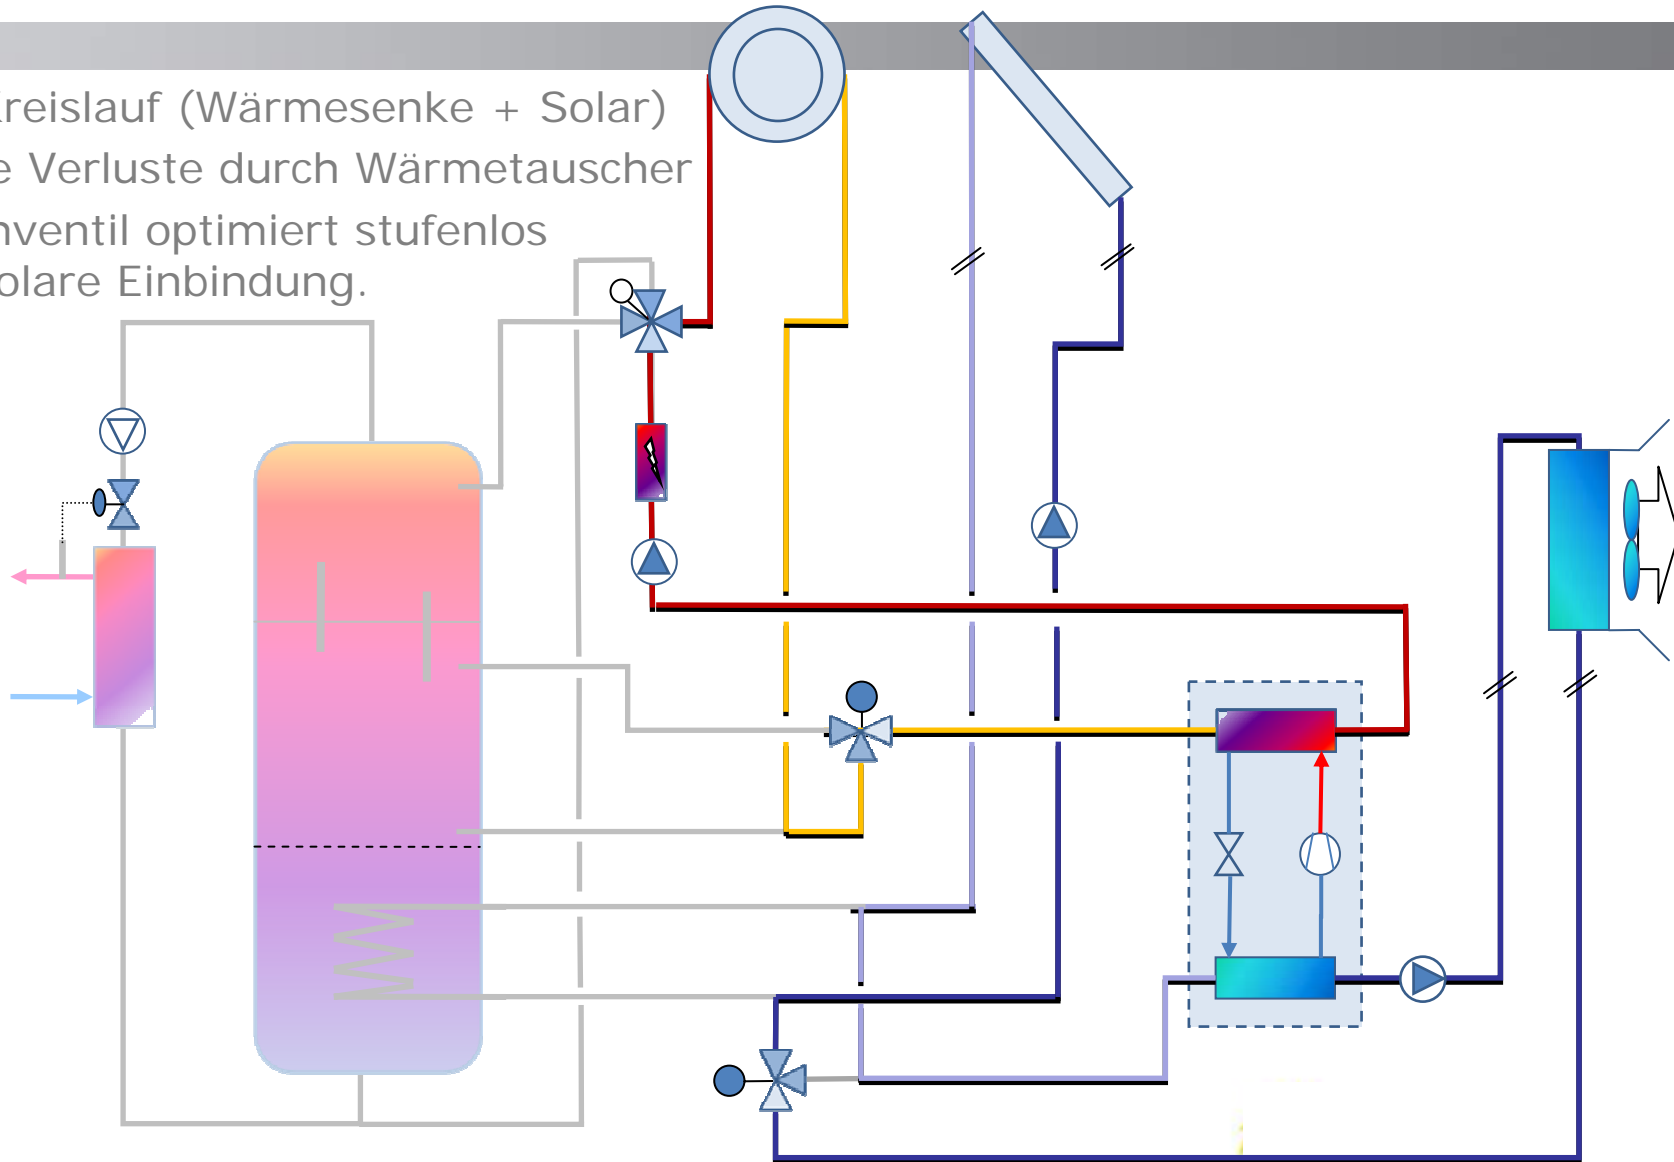 reislauf (Wärmesenke + Solar)
e Verluste durch Wärmetauscher
nventil optimiert stufenlos
olare Einbindung.